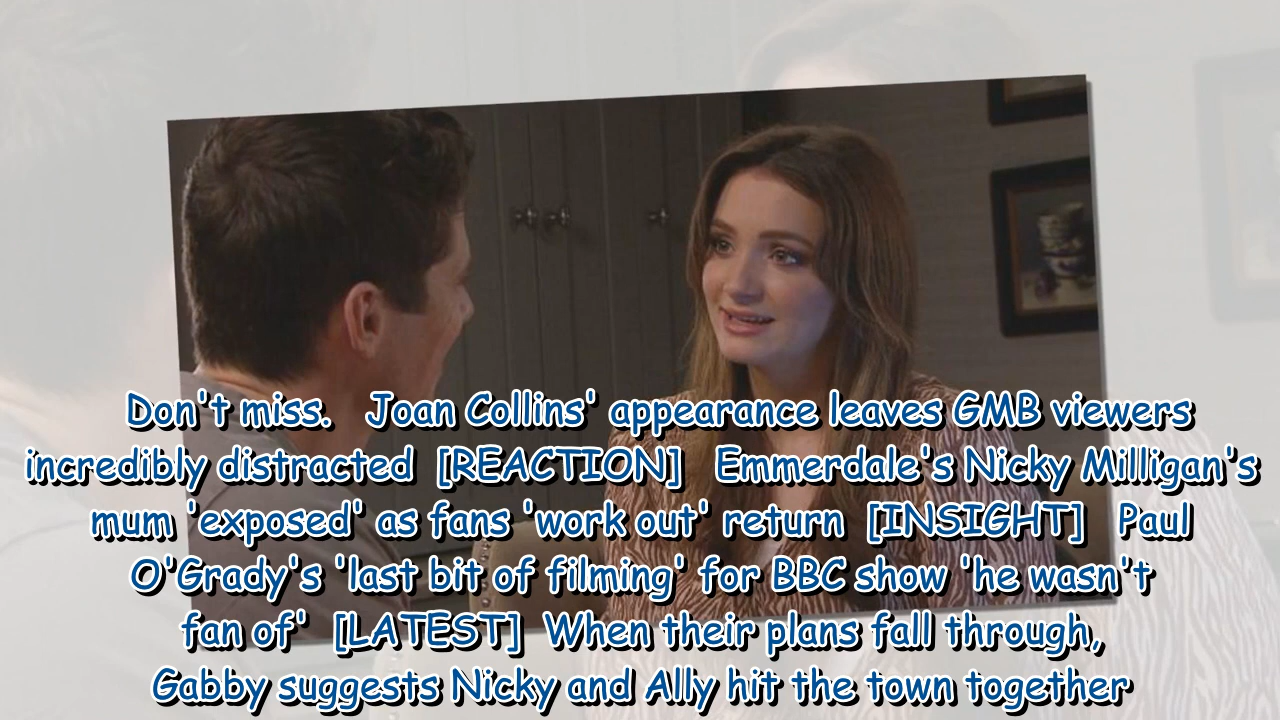 Don't miss. Joan Collins' appearance leaves GMB viewers
incredibly distracted [REACTION] Emmerdale's Nicky Milligan's
mum 'exposed' as fans 'work out' return [INSIGHT] Paul
O'Grady's 'last bit of filming' for BBC show 'he wasn't
fan of' [LATEST] When their plans fall through,
Gabby suggests Nicky and Ally hit the town together